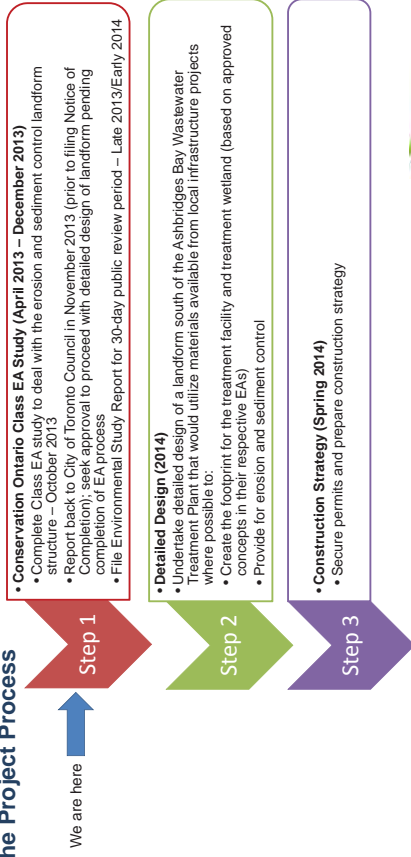 he Project Process
We are here
Step 1
• Conservation Ontario Class EA Study (April 2013 – December 2013)
• Complete Class EA study to deal with the erosion and sediment control landform
structure – October 2013
• Report back to City of Toronto Council in November 2013 (prior to filing Notice of
Completion); seek approval to proceed with detailed design of landform pending
completion of EA process
• File Environmental Study Report for 30-day public review period – Late 2013/Early 2014
Step 2
• Detailed Design (2014)
• Undertake detailed design of a landform south of the Ashbridges Bay Wastewater
Treatment Plant that would utilize materials available from local infrastructure projects
where possible to:
• Create the footprint for the treatment facility and treatment wetland (based on approved
concepts in their respective EAs)
• Provide for erosion and sediment control
Step 3
• Construction Strategy (Spring 2014)
• Secure permits and prepare construction strategy